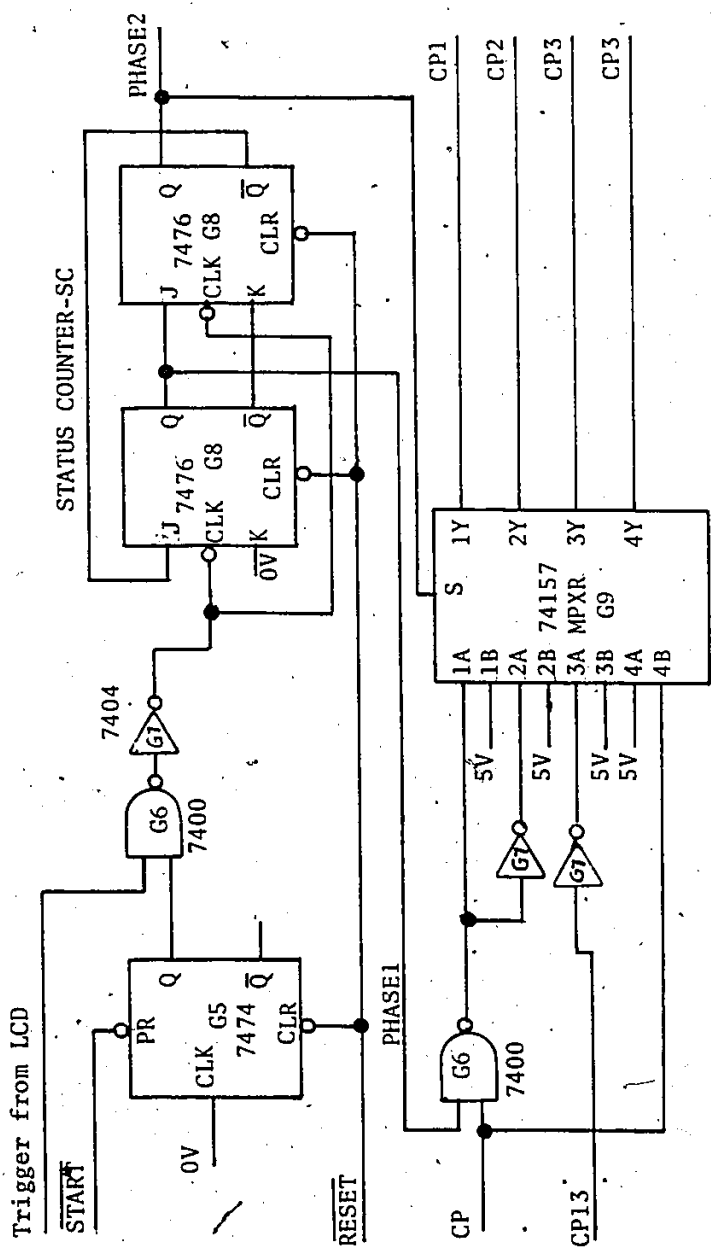 Trigger from LCD
START
0V
PR
CLK
G5
7474
CLR
Q
Q
G6
7400
7404
G7
STATUS COUNTER-SC
J
CLK
K
0V
7476
G8
CLR
Q
Q
J
CLK
K
7476
G8
CLR
Q
Q
PHASE2
RESET
PHASE1
CP
CP13
G6
7400
G7
G7
5V
5V
5V
5V
1A
1B
2A
2B
3A
3B
4A
4B
S
74157
MPXR
G9
1Y
2Y
3Y
4Y
CP1
CP2
CP3
CP3